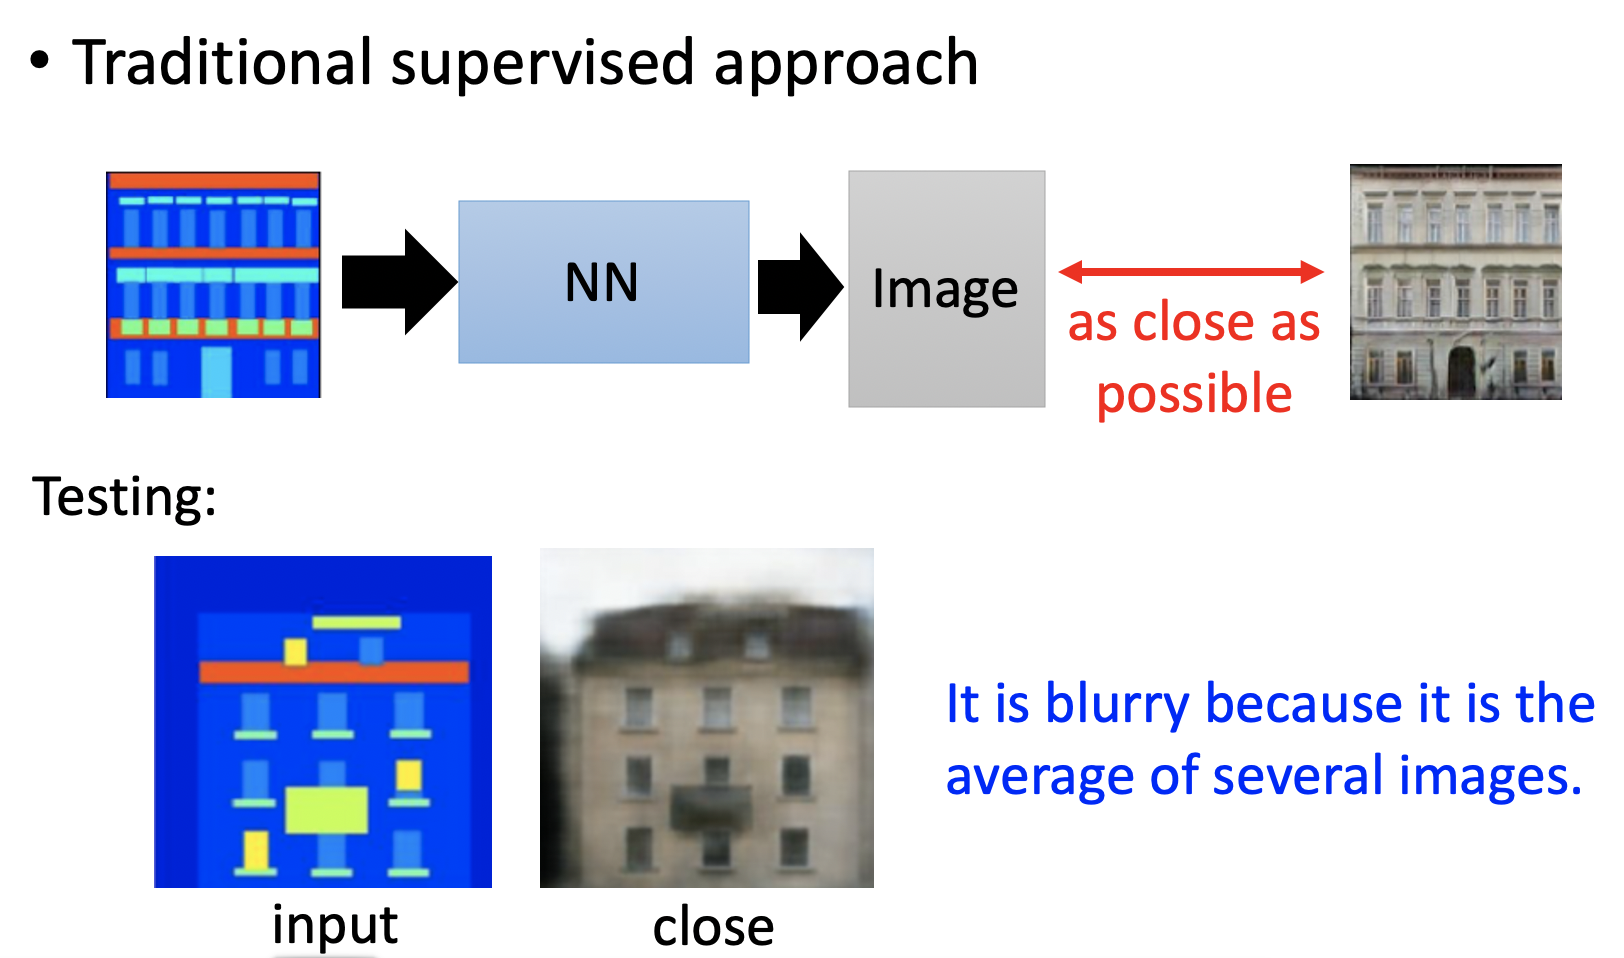 • Traditional supervised approach
NN
Image
as close as
possible
Testing:
It is blurry because it is the
average of several images.
input
close